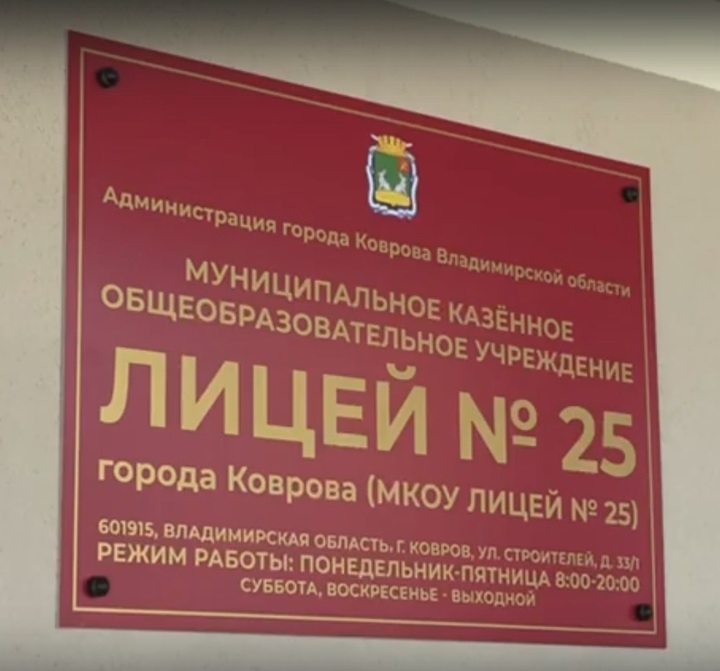 Администрация города Коврова Владимирской области
МУНИЦИПАЛЬНОЕ КАЗЁННОЕ
ОБЩЕОБРАЗОВАТЕЛЬНОЕ УЧРЕЖДЕНИЕ
ЛИЦЕЙ № 25
города Коврова (МКОУ ЛИЦЕЙ № 25)
601915, ВЛАДИМИРСКАЯ ОБЛАСТЬ, Г. КОВРОВ, УЛ. СТРОИТЕЛЕЙ, Д. 33/1
РЕЖИМ РАБОТЫ: ПОНЕДЕЛЬНИК-ПЯТНИЦА 8:00-20:00
СУББОТА, ВОСКРЕСЕНЬЕ - ВЫХОДНОЙ